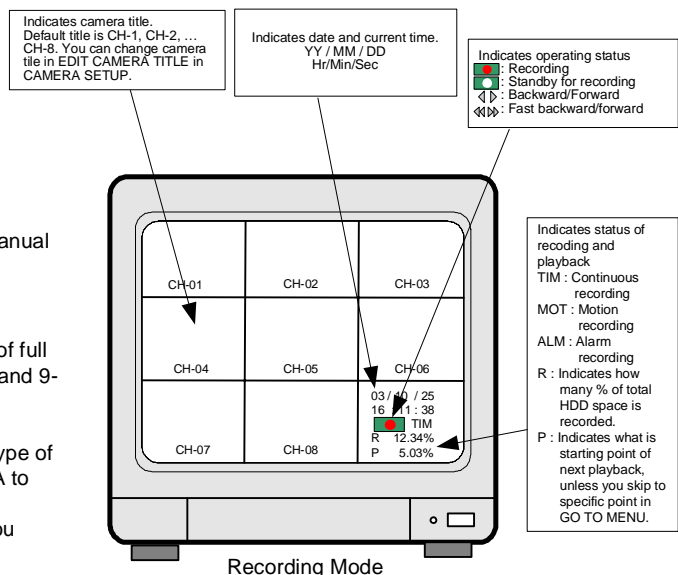 Indicates camera title.
Default title is CH-1, CH-2, …
CH-8. You can change camera
tile in EDIT CAMERA TITLE in
CAMERA SETUP.
Indicates date and current time.
YY / MM / DD
Hr/Min/Sec
Indicates operating status
: Recording
: Standby for recording
: Backward/Forward
: Fast backward/forward
anual
of full
and 9-
ype of
A to
ou
CH-01 CH-02 CH-03
CH-04 CH-05 CH-06
CH-07 CH-08
03 / 10 / 25
16 : 11 : 38
TIM
R 12.34%
P 5.03%
Indicates status of
recoding and
playback
TIM : Continuous
recording
MOT : Motion
recording
ALM : Alarm
recording
R : Indicates how
many % of total
HDD space is
recorded.
P : Indicates what is
starting point of
next playback,
unless you skip to
specific point in
GO TO MENU.
Recording Mode